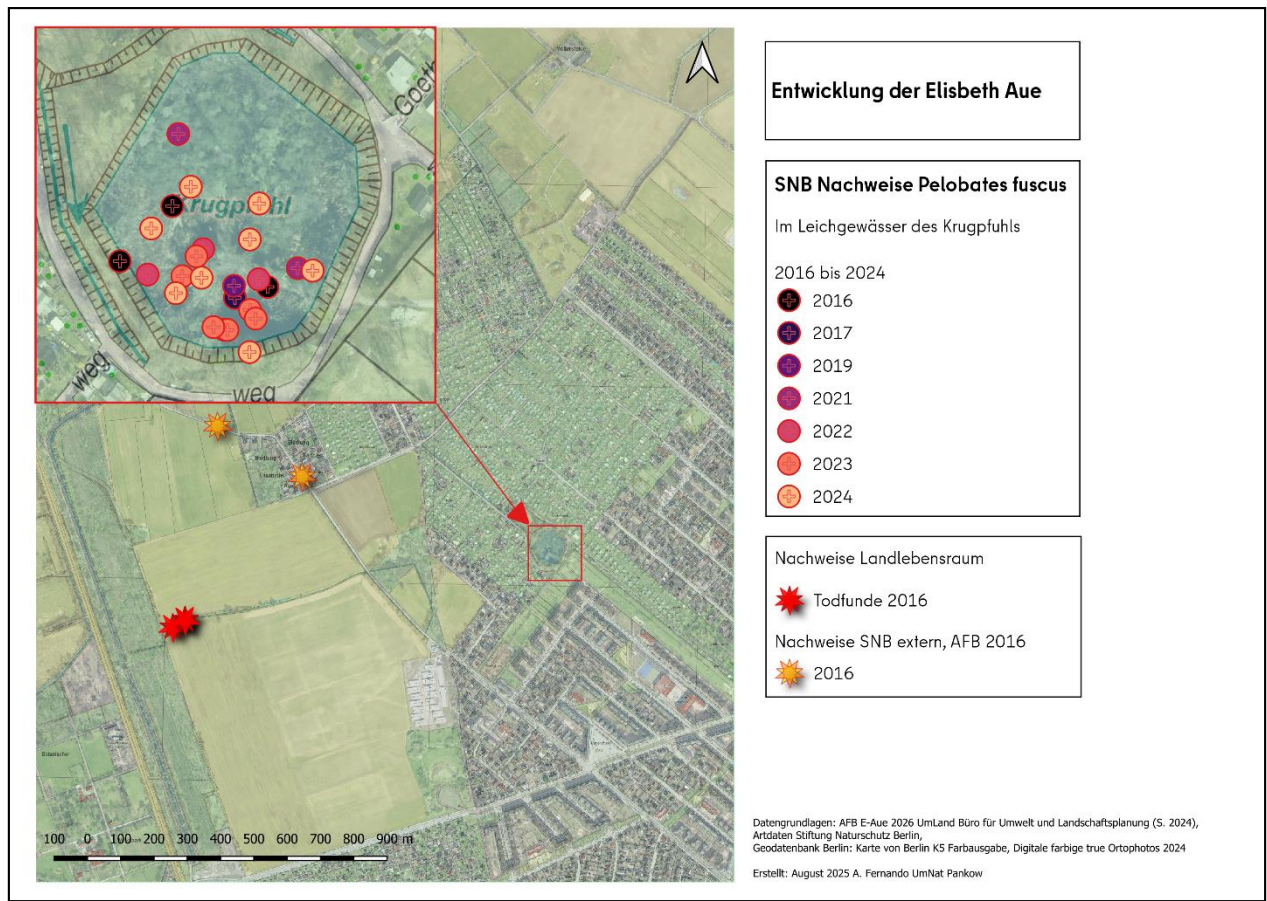 Goeth
Krugpfuhl
weg
weg
100 0 100 200 300 400 500 600 700 800 900 m
Entwicklung der Elisbeth Aue
SNB Nachweise Pelobates fuscus
Im Leichgewässer des Krugpfuhls
2016 bis 2024
2016
2017
2019
2021
2022
2023
2024
Nachweise Landlebensraum
Todfunde 2016
Nachweise SNB extern, AFB 2016
2016
Datengrundlagen: AFB E-Aue 2026 UmLand Büro für Umwelt und Landschaftsplanung (S. 2024),
Artdaten Stiftung Naturschutz Berlin,
Geodatenbank Berlin: Karte von Berlin K5 Farbausgabe, Digitale farbige true Ortophotos 2024
Erstellt: August 2025 A. Fernando UmNat Pankow